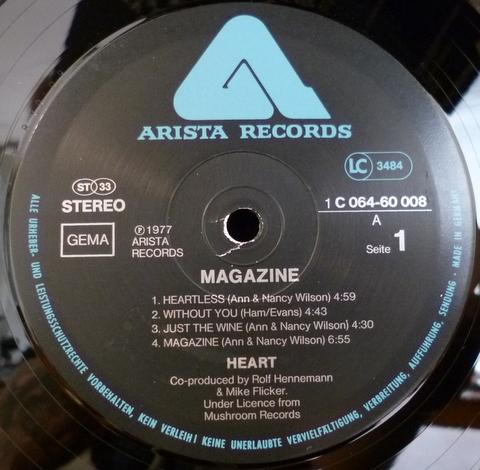 ARISTA RECORDS
LC 3484
ST 33
STEREO
GEMA
℗ 1977
ARISTA
RECORDS
1 C 064-60 008
A
Seite 1
MAGAZINE
1. HEARTLESS (Ann & Nancy Wilson) 4:59
2. WITHOUT YOU (Ham/Evans) 4:43
3. JUST THE WINE (Ann & Nancy Wilson) 4:30
4. MAGAZINE (Ann & Nancy Wilson) 6:55
HEART
Co-produced by Rolf Hennemann
& Mike Flicker.
Under Licence from
Mushroom Records
ALLE URHEBER- UND LEISTUNGSSCHUTZRECHTE VORBEHALTEN, KEIN VERLEIH! KEINE UNERLAUBTE VERVIELFÄLTIGUNG, VERBREITUNG, AUFFÜHRUNG, SENDUNG · MADE IN GERMANY